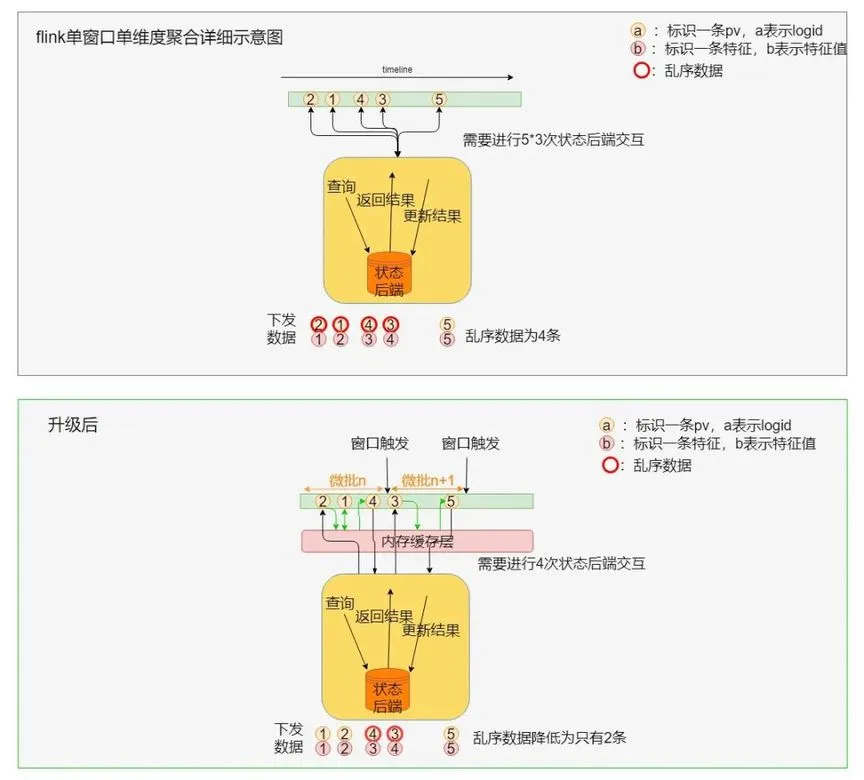 flink单窗口单维度聚合详细示意图
a ：标识一条pv，a表示logid
b ：标识一条特征，b表示特征值
：乱序数据
timeline
2 1 4 3 5
需要进行5*3次状态后端交互
查询
返回结果
更新结果
状态
后端
下发
数据
2 1 4 3 5
1 2 3 4 5
乱序数据为4条
升级后
a ：标识一条pv，a表示logid
b ：标识一条特征，b表示特征值
：乱序数据
窗口触发 窗口触发
微批n 微批n+1
2 1 4 3 5
内存缓存层
需要进行4次状态后端交互
查询
返回结果
更新结果
状态
后端
下发
数据
1 2 4 3 5
1 2 3 4 5
乱序数据降低为只有2条